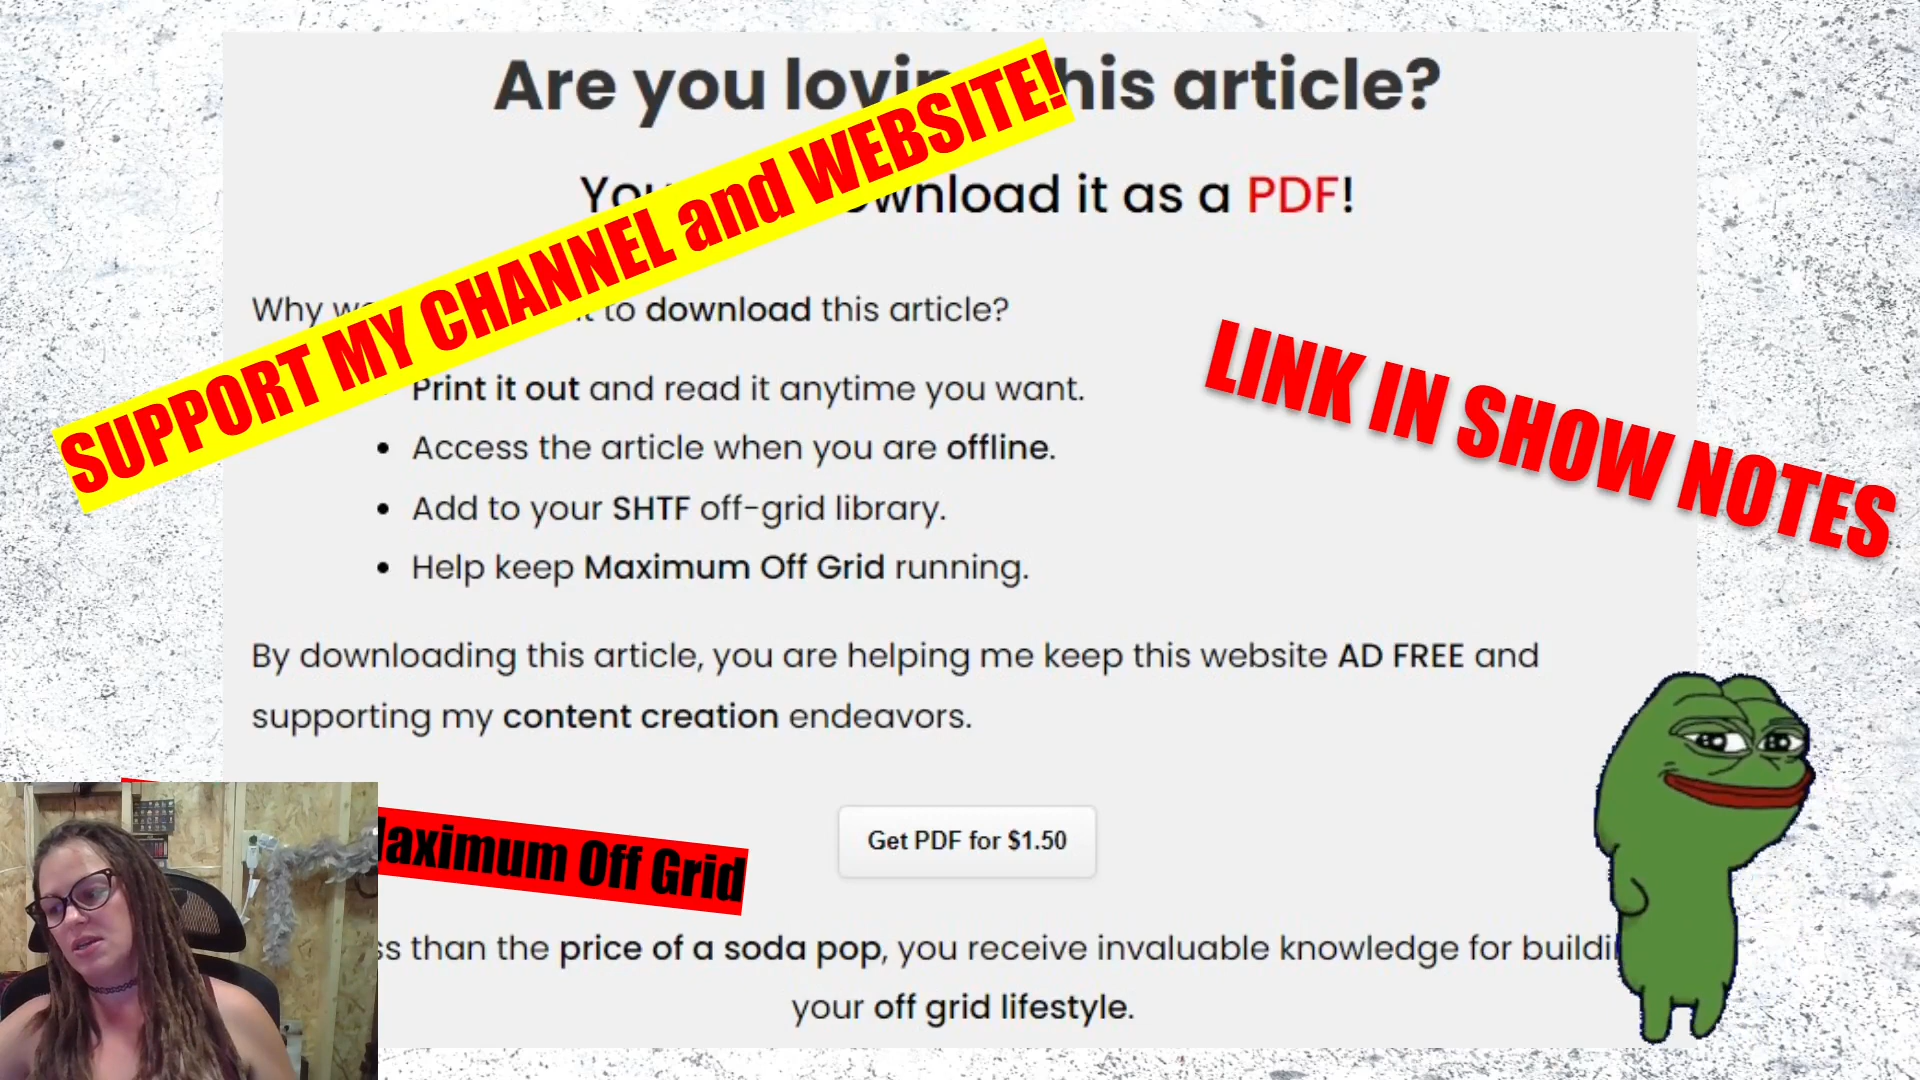 Are you lovin his article?
SUPPORT MY CHANNEL and WEBSITE!
wnload it as a PDF!
Why to download this article?
LINK IN SHOW NOTES
Print it out and read it anytime you want.
• Access the article when you are offline.
• Add to your SHTF off-grid library.
• Help keep Maximum Off Grid running.
By downloading this article, you are helping me keep this website AD FREE and
supporting my content creation endeavors.
Get PDF for $1.50
aximum Off Grid
ss than the price of a soda pop, you receive invaluable knowledge for buildi
your off grid lifestyle.